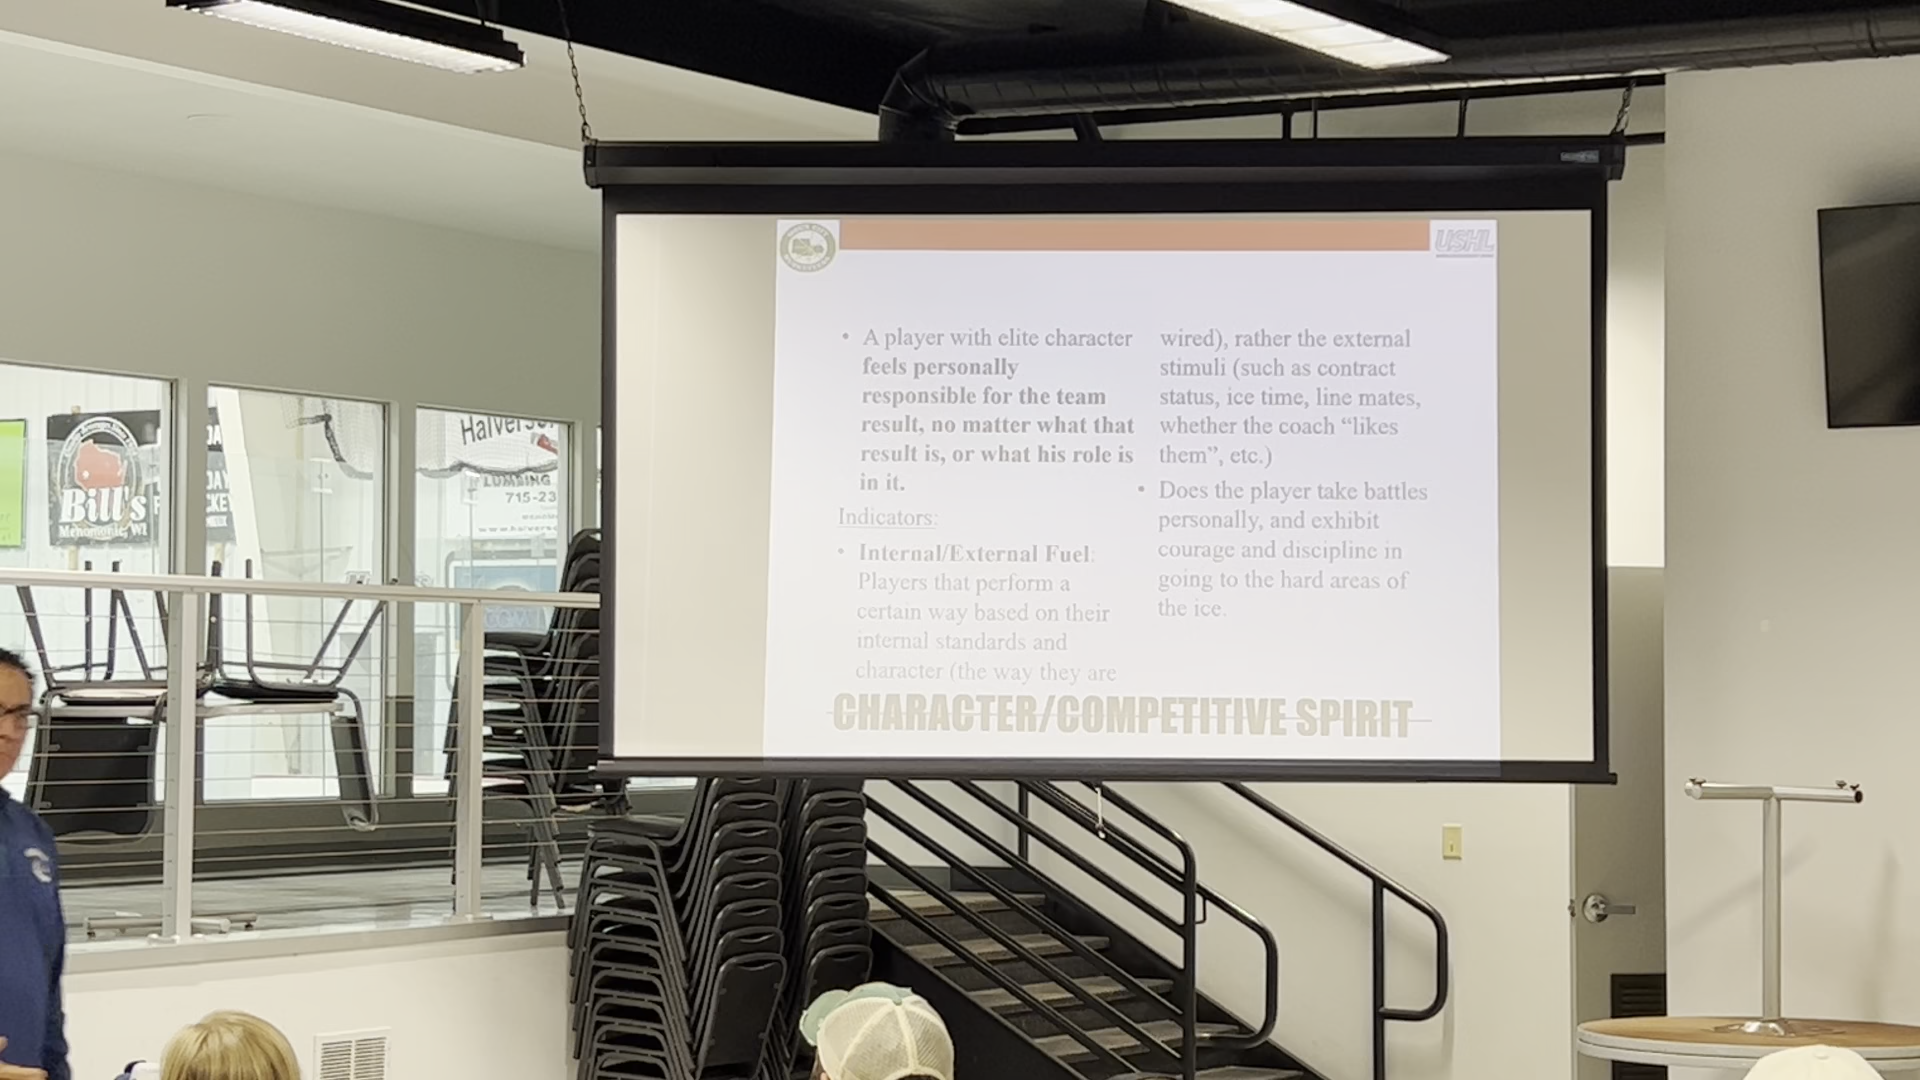 USHL
• A player with elite character
feels personally
responsible for the team
result, no matter what that
result is, or what his role is
in it.
Indicators:
• Internal/External Fuel:
Players that perform a
certain way based on their
internal standards and
character (the way they are
wired), rather the external
stimuli (such as contract
status, ice time, line mates,
whether the coach “likes
them”, etc.)
• Does the player take battles
personally, and exhibit
courage and discipline in
going to the hard areas of
the ice.
CHARACTER/COMPETITIVE SPIRIT
Bill's
Menomonie, WI
Halverso
LUMBING
715-23